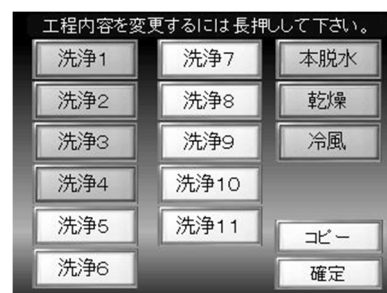 工程内容を変更するには長押しして下さい。
洗浄1
洗浄2
洗浄3
洗浄4
洗浄5
洗浄6
洗浄7
洗浄8
洗浄9
洗浄10
洗浄11
本脱水
乾燥
冷風
コピー
確定